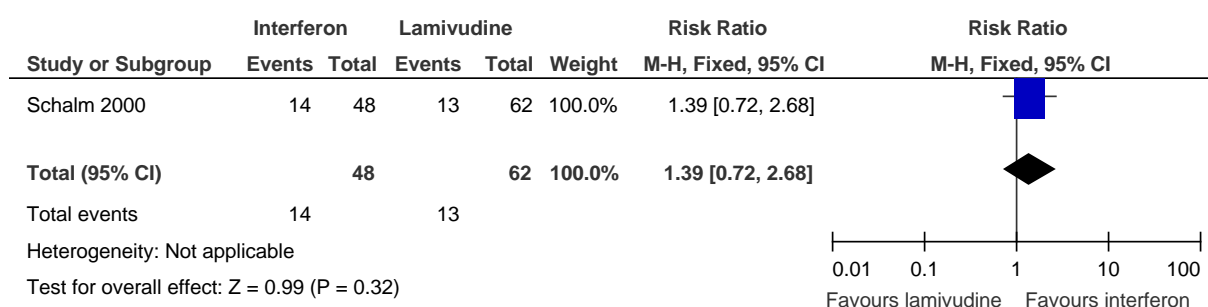 Interferon Lamivudine Risk Ratio Risk Ratio
Study or Subgroup Events Total Events Total Weight M-H, Fixed, 95% CI M-H, Fixed, 95% CI
Schalm 2000 14 48 13 62 100.0% 1.39 [0.72, 2.68]
Total (95% CI) 48 62 100.0% 1.39 [0.72, 2.68]
Total events 14 13
Heterogeneity: Not applicable
0.01 0.1 1 10 100
Test for overall effect: Z = 0.99 (P = 0.32)
Favours lamivudine Favours interferon